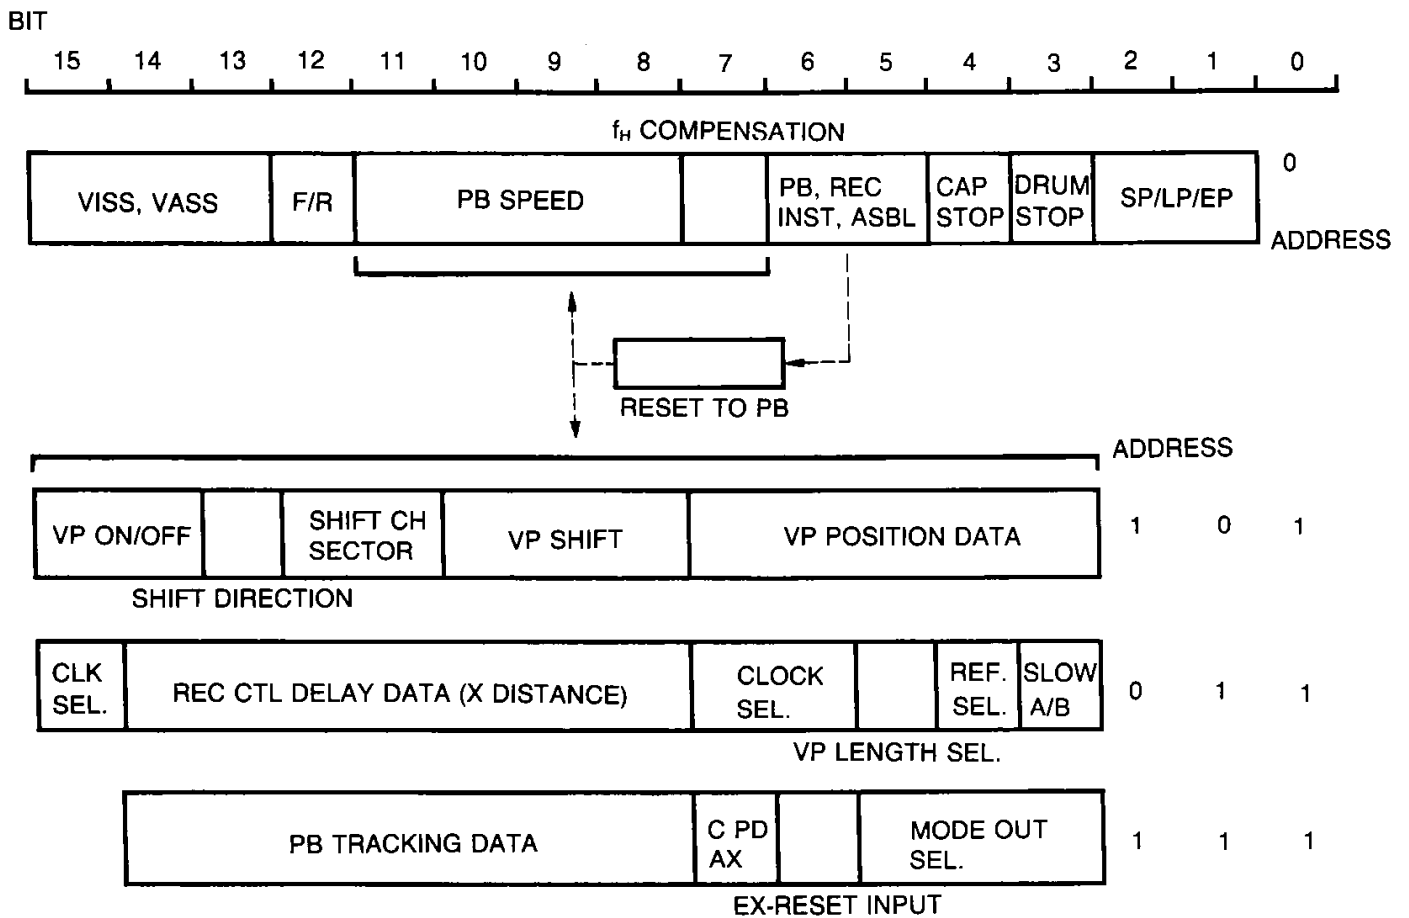 BIT
15 14 13 12 11 10 9 8 7 6 5 4 3 2 1 0
fH COMPENSATION
VISS, VASS
F/R
PB SPEED
PB, REC
INST, ASBL
CAP
STOP
DRUM
STOP
SP/LP/EP
0
ADDRESS
RESET TO PB
ADDRESS
VP ON/OFF
SHIFT CH
SECTOR
VP SHIFT
VP POSITION DATA
1 0 1
SHIFT DIRECTION
CLK
SEL.
REC CTL DELAY DATA (X DISTANCE)
CLOCK
SEL.
REF.
SEL.
SLOW
A/B
0 1 1
VP LENGTH SEL.
PB TRACKING DATA
C PD
AX
MODE OUT
SEL.
1 1 1
EX-RESET INPUT